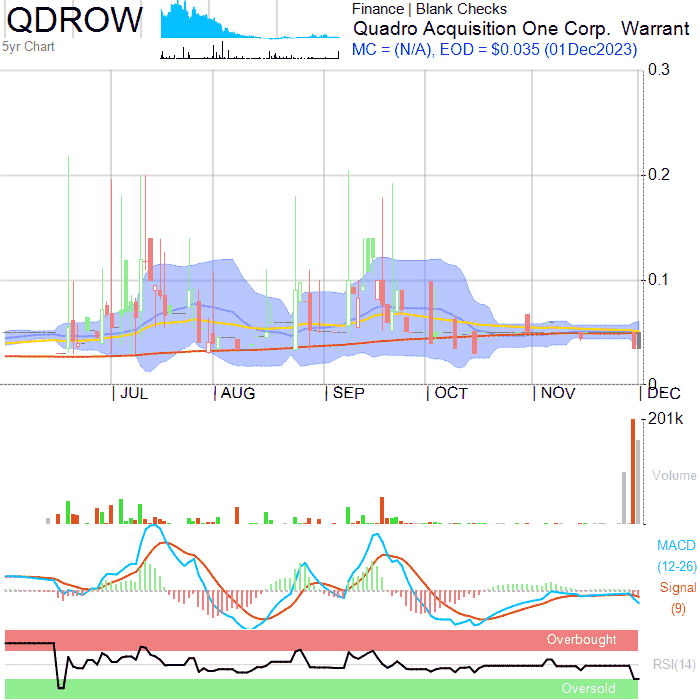 QDROW
5yr Chart
Finance | Blank Checks
Quadro Acquisition One Corp. Warrant
MC = (N/A), EOD = $0.035 (01Dec2023)
0.3
0.2
0.1
0
JUL AUG SEP OCT NOV DEC
201k
Volume
MACD
(12-26)
Signal
(9)
Overbought
RSI(14)
Oversold